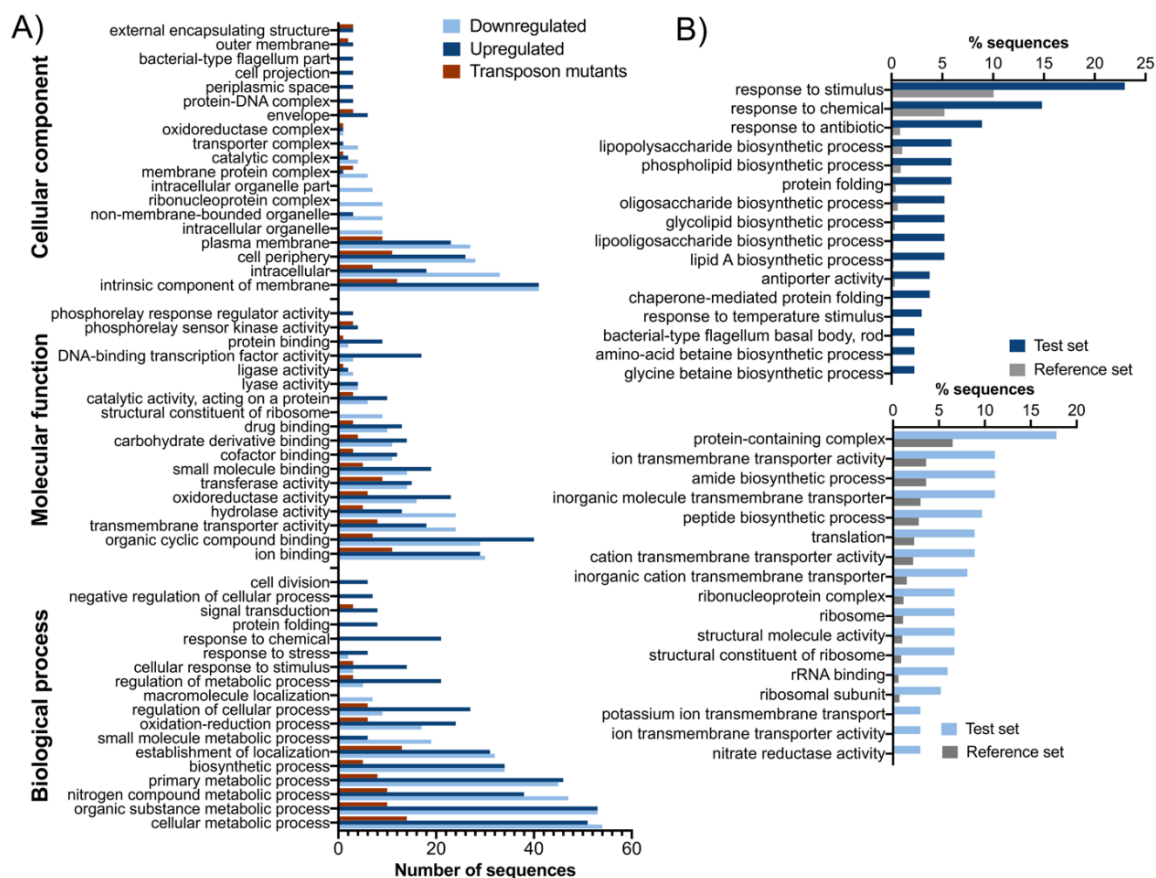 A)
Downregulated
Upregulated
Transposon mutants
Cellular component
external encapsulating structure
outer membrane
bacterial-type flagellum part
cell projection
periplasmic space
protein-DNA complex
envelope
oxidoreductase complex
transporter complex
catalytic complex
membrane protein complex
intracellular organelle part
ribonucleoprotein complex
non-membrane-bounded organelle
intracellular organelle
plasma membrane
cell periphery
intracellular
intrinsic component of membrane
Molecular function
phosphorelay response regulator activity
phosphorelay sensor kinase activity
protein binding
DNA-binding transcription factor activity
ligase activity
lyase activity
catalytic activity, acting on a protein
structural constituent of ribosome
drug binding
carbohydrate derivative binding
cofactor binding
small molecule binding
transferase activity
oxidoreductase activity
hydrolase activity
transmembrane transporter activity
organic cyclic compound binding
ion binding
Biological process
cell division
negative regulation of cellular process
signal transduction
protein folding
response to chemical
response to stress
cellular response to stimulus
regulation of metabolic process
macromolecule localization
regulation of cellular process
oxidation-reduction process
small molecule metabolic process
establishment of localization
biosynthetic process
primary metabolic process
nitrogen compound metabolic process
organic substance metabolic process
cellular metabolic process
0 20 40 60
Number of sequences
B)
% sequences
0 5 10 15 20 25
response to stimulus
response to chemical
response to antibiotic
lipopolysaccharide biosynthetic process
phospholipid biosynthetic process
protein folding
oligosaccharide biosynthetic process
glycolipid biosynthetic process
lipooligosaccharide biosynthetic process
lipid A biosynthetic process
antiporter activity
chaperone-mediated protein folding
response to temperature stimulus
bacterial-type flagellum basal body, rod
amino-acid betaine biosynthetic process
glycine betaine biosynthetic process
Test set
Reference set
% sequences
0 5 10 15 20
protein-containing complex
ion transmembrane transporter activity
amide biosynthetic process
inorganic molecule transmembrane transporter
peptide biosynthetic process
translation
cation transmembrane transporter activity
inorganic cation transmembrane transporter
ribonucleoprotein complex
ribosome
structural molecule activity
structural constituent of ribosome
rRNA binding
ribosomal subunit
potassium ion transmembrane transport
ion transmembrane transporter activity
nitrate reductase activity
Test set
Reference set